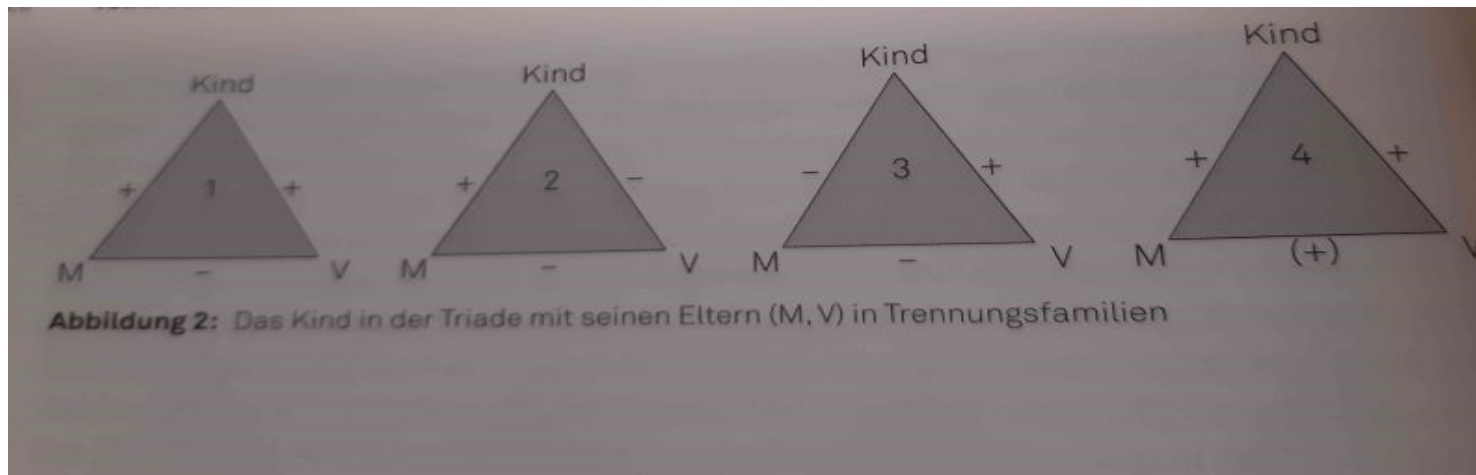 Kind Kind Kind Kind
+ 1 + + 2 - - 3 + + 4 +
M - V M - V M - V M (+)
Abbildung 2: Das Kind in der Triade mit seinen Eltern (M, V) in Trennungsfamilien